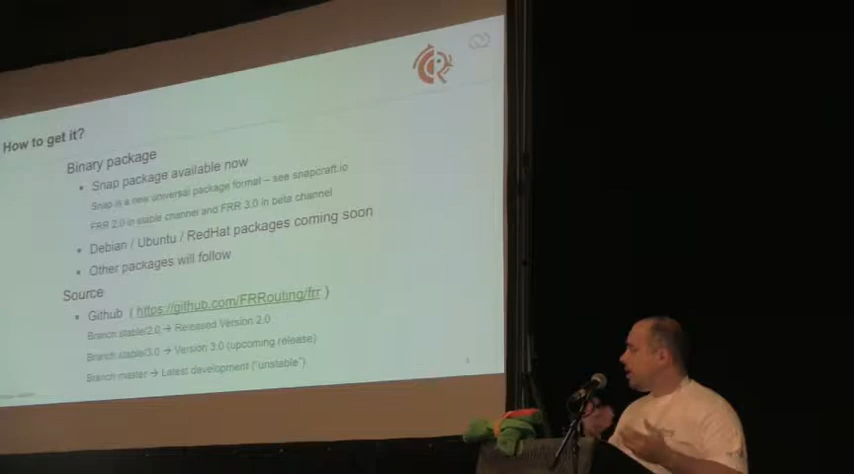 How to get it?
Binary package
• Snap package available now
Snap is a new universal package format – see snapcraft.io
FRR 2.0 in stable channel and FRR 3.0 in beta channel
• Debian / Ubuntu / RedHat packages coming soon
• Other packages will follow
Source
• Github ( https://github.com/FRRouting/frr )
Branch stable/2.0 → Released Version 2.0
Branch stable/3.0 → Version 3.0 (upcoming release)
Branch master → Latest development ("unstable")